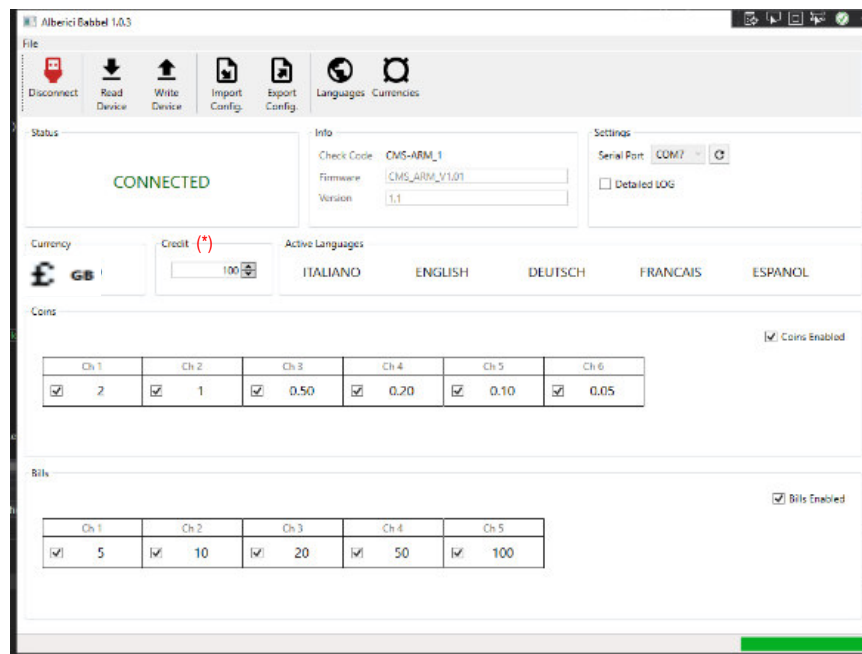 Alberici Babbel 1.0.3
File
Disconnect Read Device Write Device Import Config. Export Config. Languages Currencies
Status
CONNECTED
Info
Check Code CMS-ARM_1
Firmware CMS_ARM_V1.01
Version 1.1
Settings
Serial Port COM7
Detailed LOG
Currency
£ GB
Credit (*)
100
Active Languages
ITALIANO ENGLISH DEUTSCH FRANCAIS ESPANOL
Coins
Coins Enabled
Ch 1 Ch 2 Ch 3 Ch 4 Ch 5 Ch 6
2 1 0.50 0.20 0.10 0.05
Bills
Bills Enabled
Ch 1 Ch 2 Ch 3 Ch 4 Ch 5
5 10 20 50 100